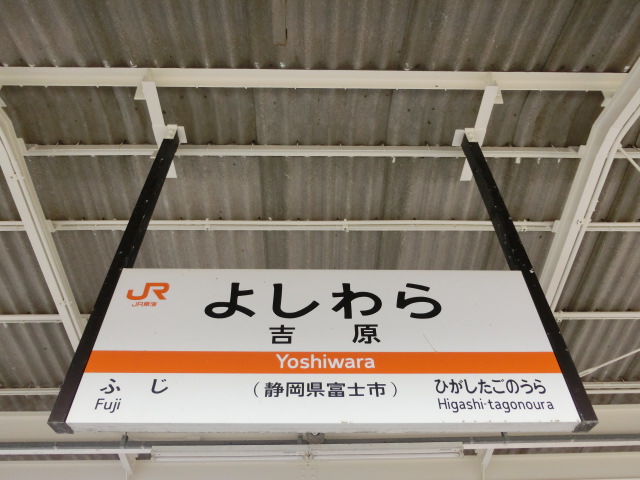 JR
JR東海
よしわら
吉原
Yoshiwara
ふじ
Fuji
（静岡県富士市）
ひがしたごのうら
Higashi-tagonoura